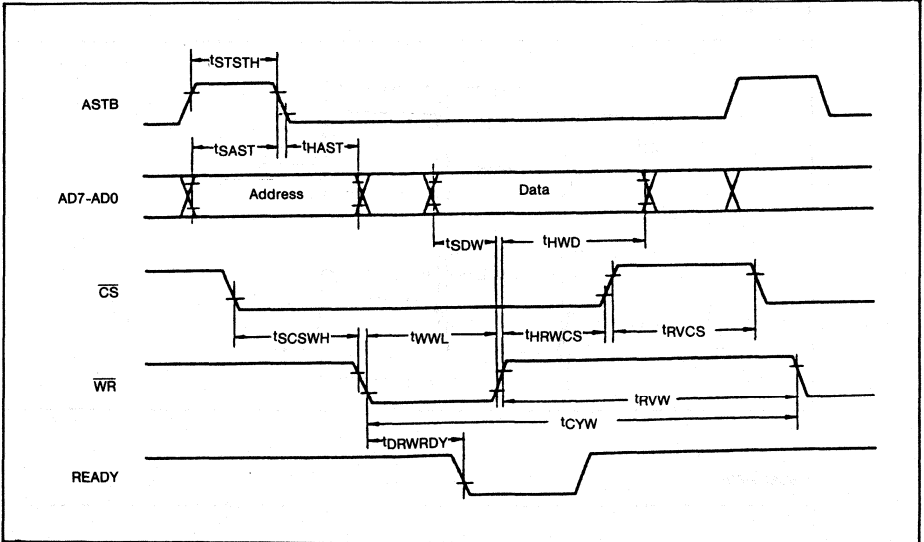 tSTSTH
ASTB
tSAST
tHAST
AD7-AD0
Address
Data
tSDW
tHWD
CS
tSCSWH
tWWL
tHRWCS
tRVCS
WR
tRVW
tCYW
tDRWRDY
READY